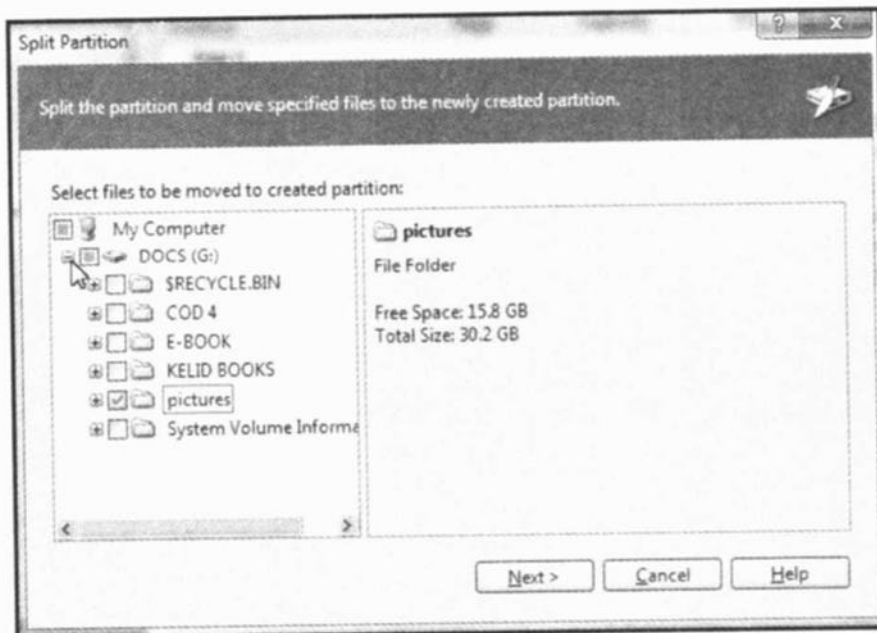 Split Partition
Split the partition and move specified files to the newly created partition.
Select files to be moved to created partition:
My Computer
DOCS (G:)
$RECYCLE.BIN
COD 4
E-BOOK
KELID BOOKS
pictures
System Volume Informa
pictures
File Folder
Free Space: 15.8 GB
Total Size: 30.2 GB
Next >
Cancel
Help